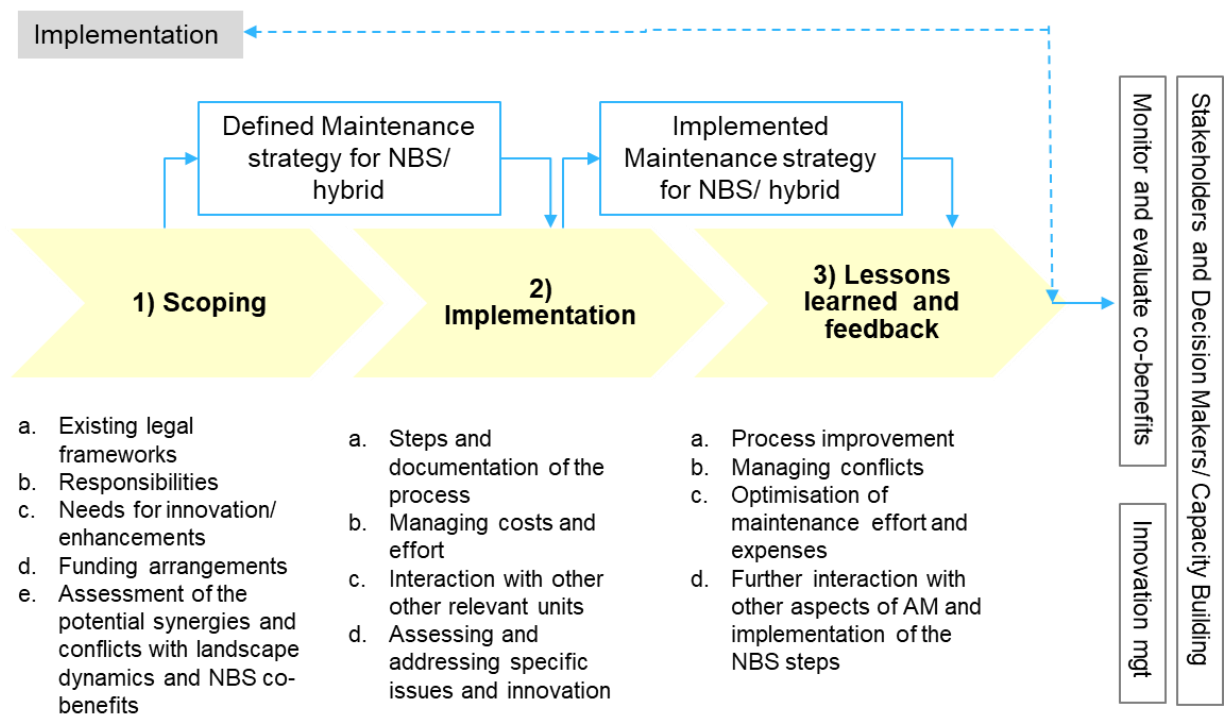 Implementation
Defined Maintenance
strategy for NBS/
hybrid
Implemented
Maintenance strategy
for NBS/ hybrid
1) Scoping
2)
Implementation
3) Lessons
learned and
feedback
a. Existing legal
frameworks
b. Responsibilities
c. Needs for innovation/
enhancements
d. Funding arrangements
e. Assessment of the
potential synergies and
conflicts with landscape
dynamics and NBS co-
benefits
a. Steps and
documentation of the
process
b. Managing costs and
effort
c. Interaction with other
other relevant units
d. Assessing and
addressing specific
issues and innovation
a. Process improvement
b. Managing conflicts
c. Optimisation of
maintenance effort and
expenses
d. Further interaction with
other aspects of AM and
implementation of the
NBS steps
Monitor and evaluate co-benefits
Innovation mgt
Stakeholders and Decision Makers/ Capacity Building